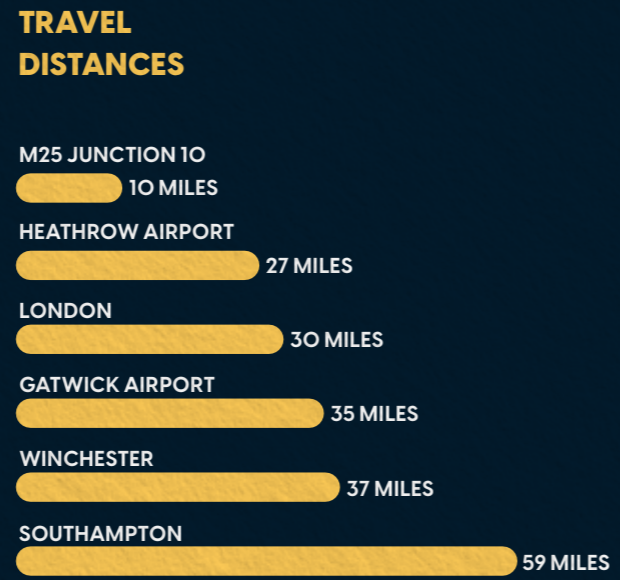 TRAVEL
DISTANCES
M25 JUNCTION 10
10 MILES
HEATHROW AIRPORT
27 MILES
LONDON
30 MILES
GATWICK AIRPORT
35 MILES
WINCHESTER
37 MILES
SOUTHAMPTON
59 MILES